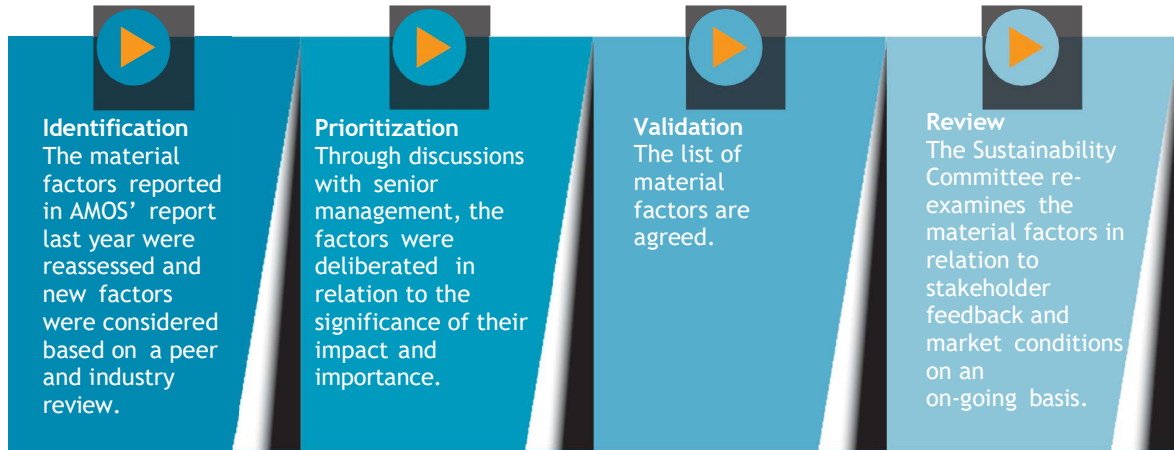 Identification
The material
factors reported
in AMOS’ report
last year were
reassessed and
new factors
were considered
based on a peer
and industry
review.
Prioritization
Through discussions
with senior
management, the
factors were
deliberated in
relation to the
significance of their
impact and
importance.
Validation
The list of
material
factors are
agreed.
Review
The Sustainability
Committee re-
examines the
material factors in
relation to
stakeholder
feedback and
market conditions
on an
on-going basis.